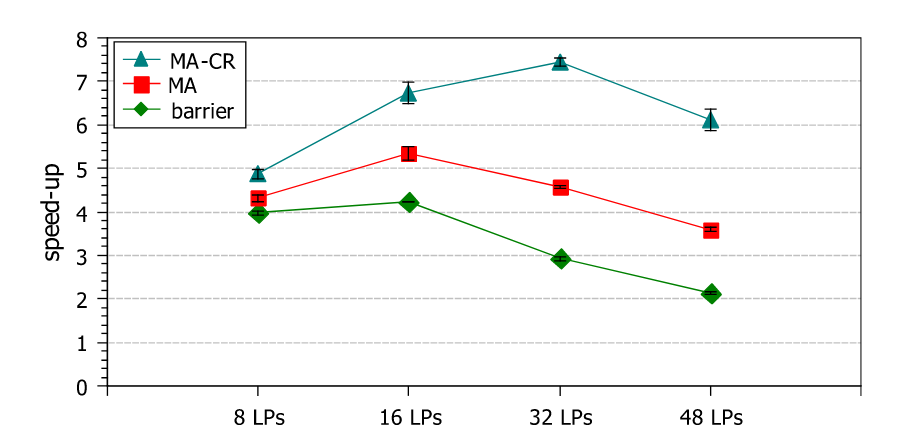 8
7
6
5
4
3
2
1
0
speed-up
MA-CR
MA
barrier
8 LPs
16 LPs
32 LPs
48 LPs